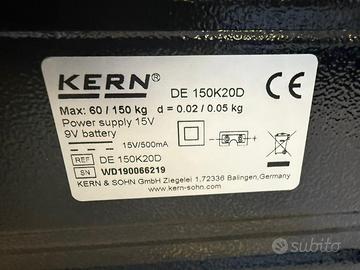 KERN®
DE 150K20D
CE
Max: 60 / 150 kg d = 0.02 / 0.05 kg
Power supply 15V
9V battery
15V/500mA
REF DE 150K20D
SN WD190066219
KERN & SOHN GmbH Ziegelei 1,72336 Balingen,Germany
www.kern-sohn.com
subito